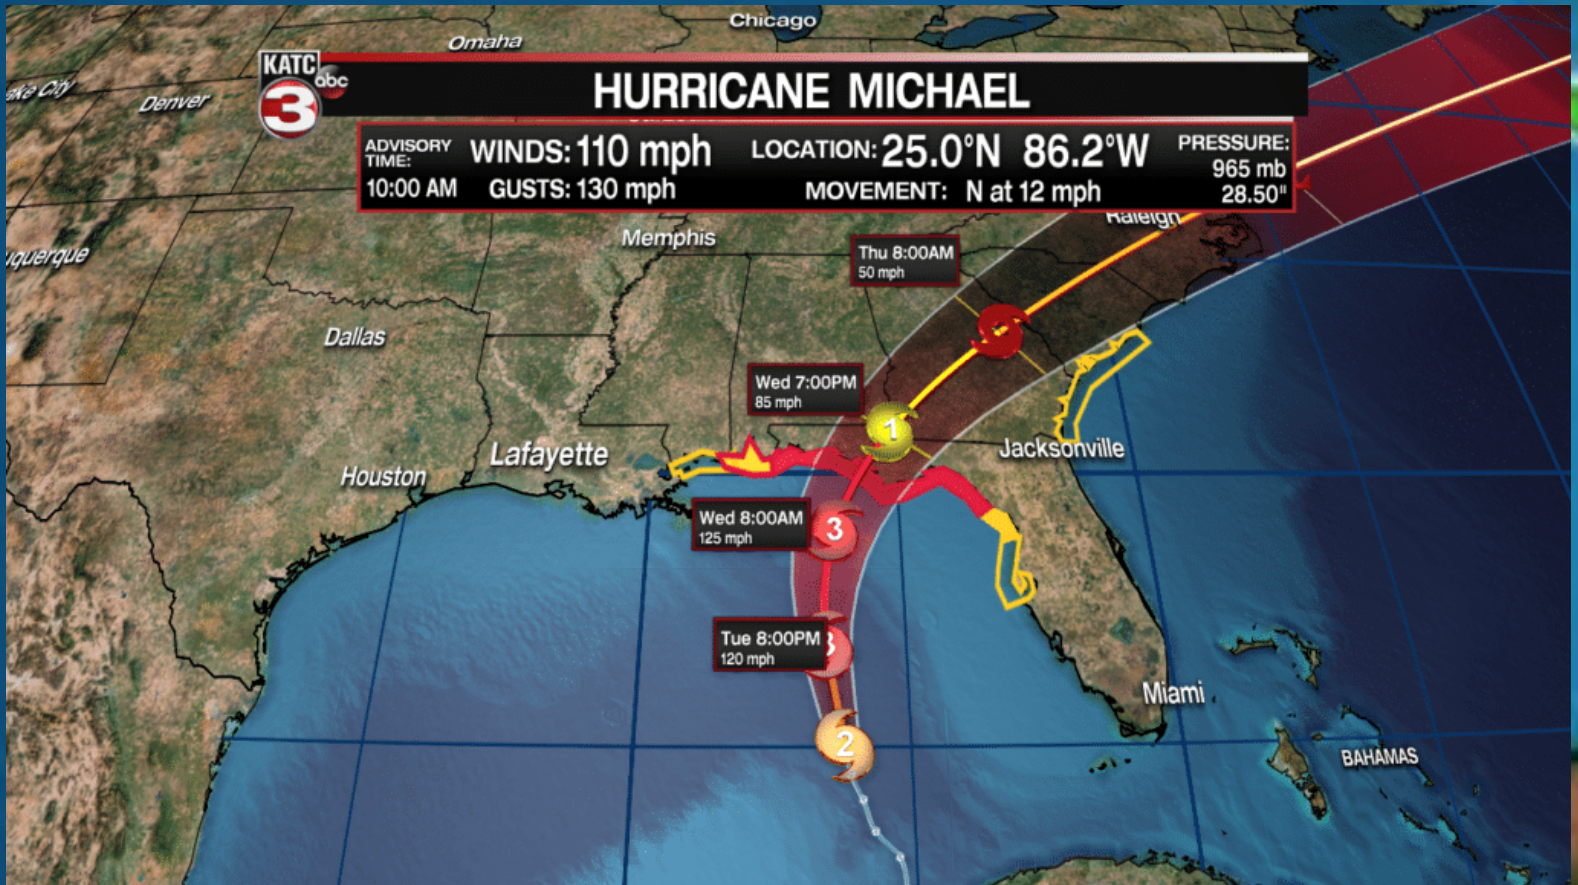 Chicago
Omaha
Denver
KATC
abc
3
HURRICANE MICHAEL
ADVISORY
TIME:
10:00 AM
WINDS: 110 mph
GUSTS: 130 mph
LOCATION: 25.0°N 86.2°W
MOVEMENT: N at 12 mph
PRESSURE:
965 mb
28.50"
Raleigh
Memphis
Thu 8:00AM
50 mph
Dallas
Wed 7:00PM
85 mph
1
Lafayette
Houston
Jacksonville
Wed 8:00AM
125 mph
3
Tue 8:00PM
120 mph
3
Miami
2
BAHAMAS